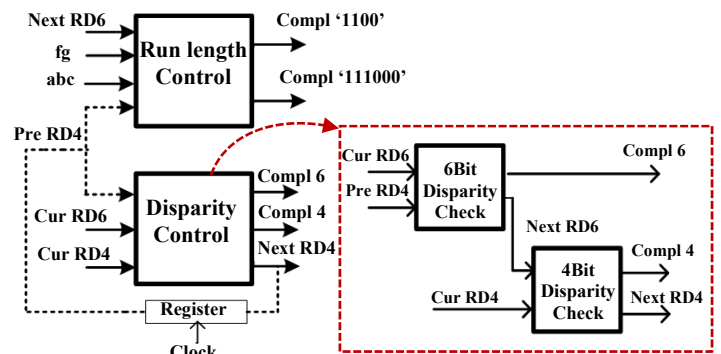 Next RD6
fg
abc
Pre RD4
Run length
Control
Compl ‘1100’
Compl ‘111000’
Cur RD6
Cur RD4
Disparity
Control
Compl 6
Compl 4
Next RD4
Register
Clock
Cur RD6
Pre RD4
6Bit
Disparity
Check
Compl 6
Next RD6
Cur RD4
4Bit
Disparity
Check
Compl 4
Next RD4